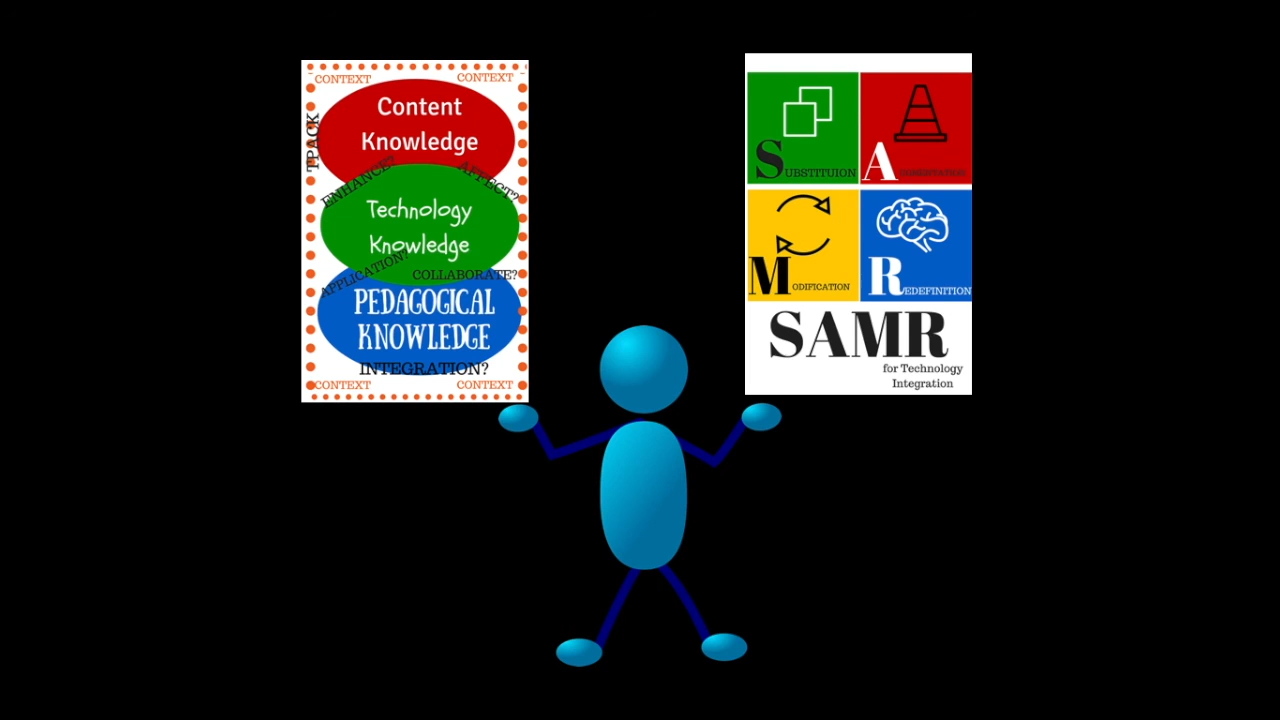 CONTEXT CONTEXT
TPACK
Content
Knowledge
ENHANCE? AFFECT?
Technology
Knowledge
APPLICATION? COLLABORATE?
PEDAGOGICAL
KNOWLEDGE
INTEGRATION?
CONTEXT CONTEXT
SUBSTITUION
A
MODIFICATION
REDEFINITION
SAMR
for Technology
Integration